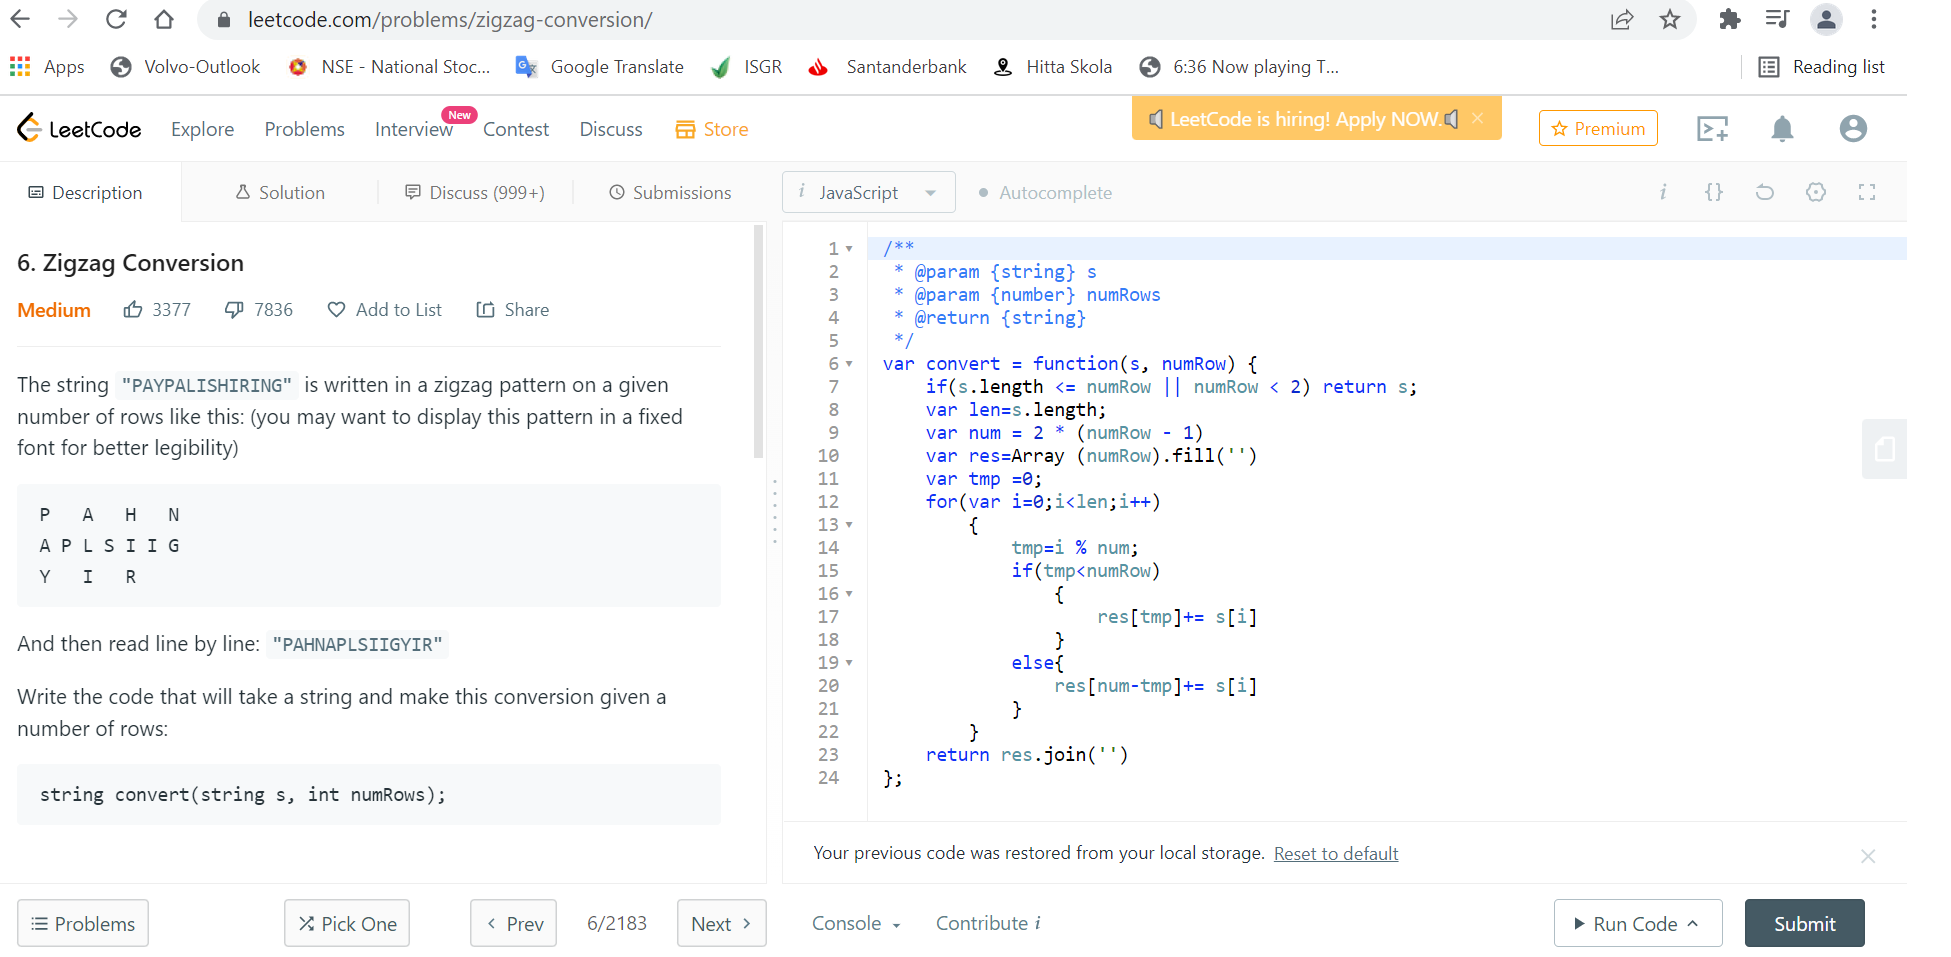 leetcode.com/problems/zigzag-conversion/
Apps Volvo-Outlook NSE - National Stoc... Google Translate ISGR Santanderbank Hitta Skola 6:36 Now playing T... Reading list
LeetCode Explore Problems Interview New Contest Discuss Store LeetCode is hiring! Apply NOW. Premium
Description Solution Discuss (999+) Submissions
i JavaScript Autocomplete i {}
6. Zigzag Conversion
Medium 3377 7836 Add to List Share
The string "PAYPALISHIRING" is written in a zigzag pattern on a given
number of rows like this: (you may want to display this pattern in a fixed
font for better legibility)
P   A   H   N
A P L S I I G
Y   I   R
And then read line by line: "PAHNAPLSIIGYIR"
Write the code that will take a string and make this conversion given a
number of rows:
string convert(string s, int numRows);
1 /**
2  * @param {string} s
3  * @param {number} numRows
4  * @return {string}
5  */
6 var convert = function(s, numRow) {
7     if(s.length <= numRow || numRow < 2) return s;
8     var len=s.length;
9     var num = 2 * (numRow - 1)
10     var res=Array (numRow).fill('')
11     var tmp =0;
12     for(var i=0;i<len;i++)
13         {
14             tmp=i % num;
15             if(tmp<numRow)
16                 {
17                     res[tmp]+= s[i]
18                 }
19             else{
20                 res[num-tmp]+= s[i]
21             }
22         }
23     return res.join('')
24 };
Your previous code was restored from your local storage. Reset to default
Problems Pick One Prev 6/2183 Next
Console Contribute i Run Code Submit